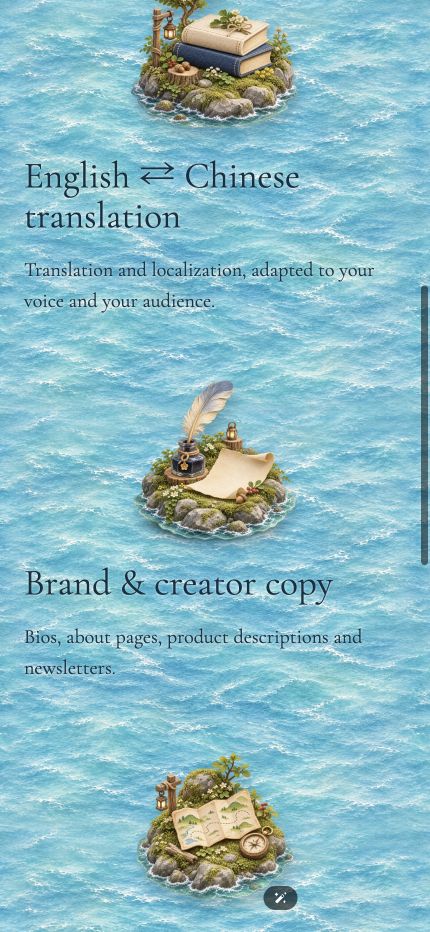 English ⇄ Chinese
translation
Translation and localization, adapted to your
voice and your audience.
Brand & creator copy
Bios, about pages, product descriptions and
newsletters.